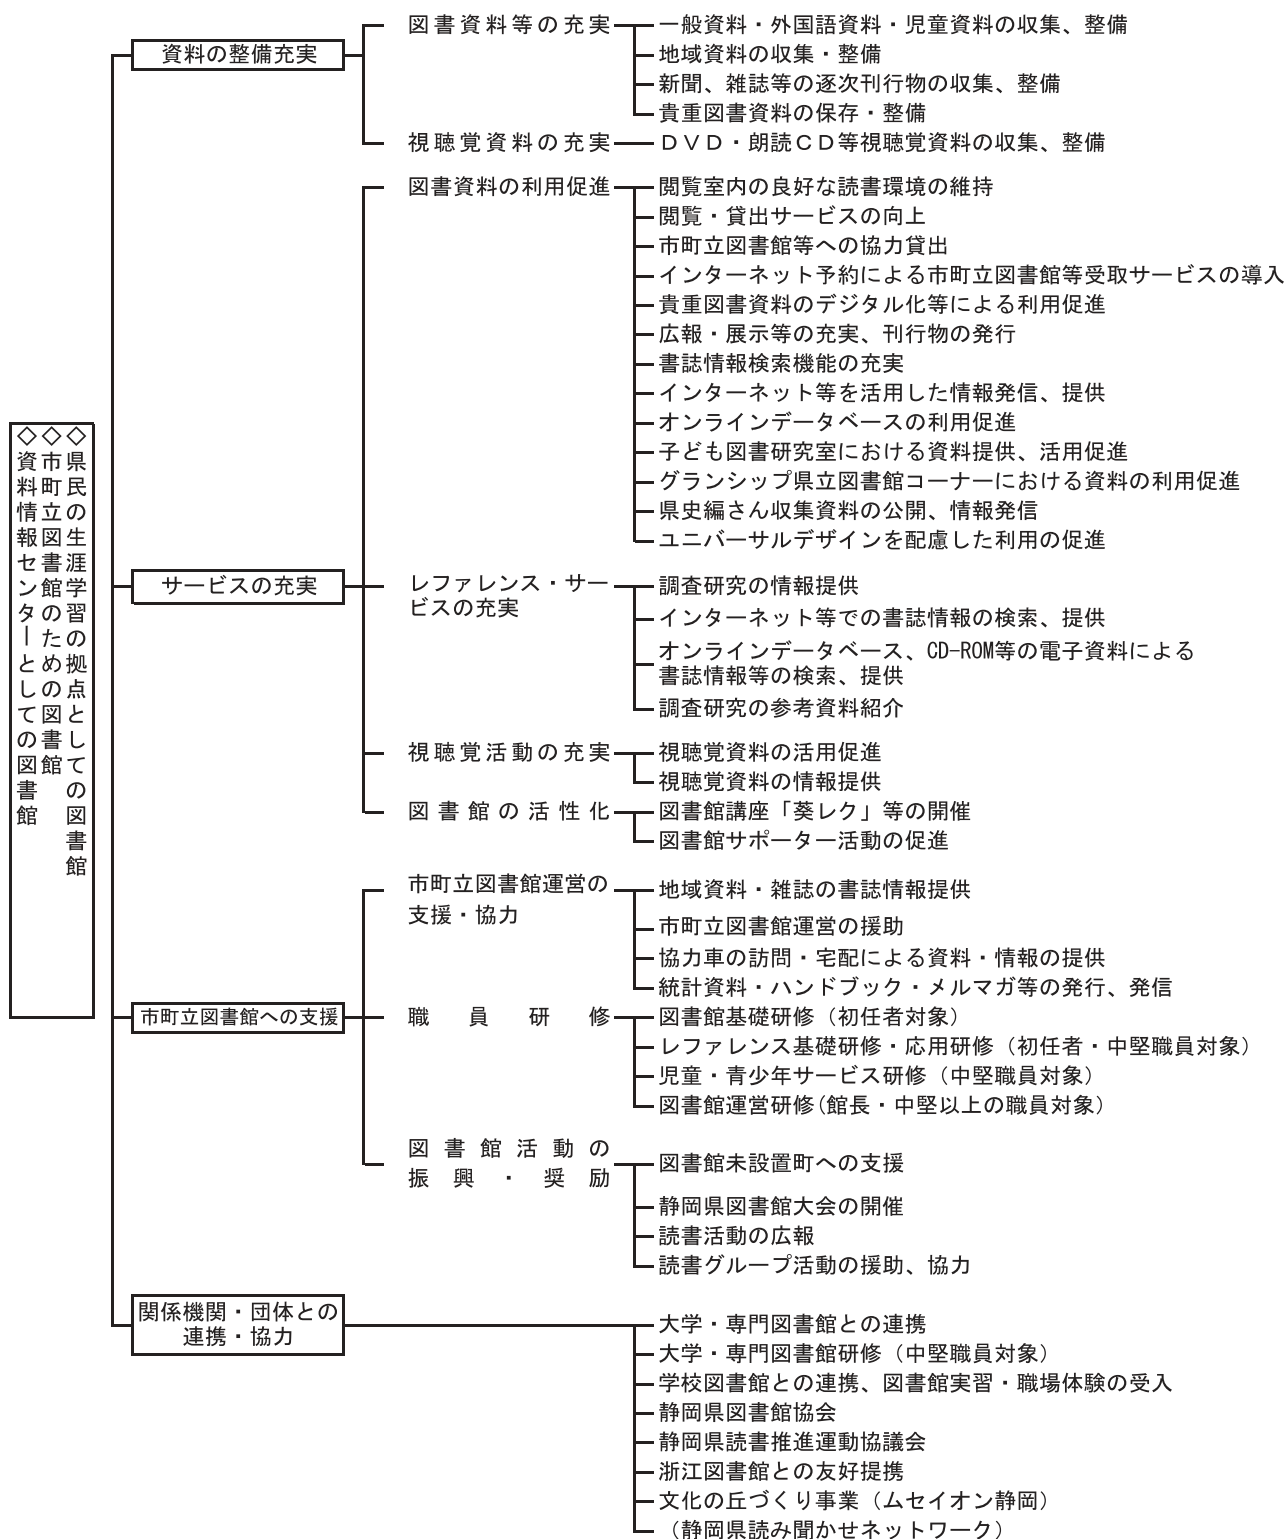 ◇県民の生涯学習の拠点としての図書館
◇市町立図書館のための図書館
◇資料情報センターとしての図書館
資料の整備充実
図書資料等の充実
一般資料・外国語資料・児童資料の収集、整備
地域資料の収集・整備
新聞、雑誌等の逐次刊行物の収集、整備
貴重図書資料の保存・整備
視聴覚資料の充実
ＤＶＤ・朗読ＣＤ等視聴覚資料の収集、整備
サービスの充実
図書資料の利用促進
閲覧室内の良好な読書環境の維持
閲覧・貸出サービスの向上
市町立図書館等への協力貸出
インターネット予約による市町立図書館等受取サービスの導入
貴重図書資料のデジタル化等による利用促進
広報・展示等の充実、刊行物の発行
書誌情報検索機能の充実
インターネット等を活用した情報発信、提供
オンラインデータベースの利用促進
子ども図書研究室における資料提供、活用促進
グランシップ県立図書館コーナーにおける資料の利用促進
県史編さん収集資料の公開、情報発信
ユニバーサルデザインを配慮した利用の促進
レファレンス・サー
ビスの充実
調査研究の情報提供
インターネット等での書誌情報の検索、提供
オンラインデータベース、CD-ROM等の電子資料による
書誌情報等の検索、提供
調査研究の参考資料紹介
視聴覚活動の充実
視聴覚資料の活用促進
視聴覚資料の情報提供
図書館の活性化
図書館講座「葵レク」等の開催
図書館サポーター活動の促進
市町立図書館への支援
市町立図書館運営の
支援・協力
地域資料・雑誌の書誌情報提供
市町立図書館運営の援助
協力車の訪問・宅配による資料・情報の提供
統計資料・ハンドブック・メルマガ等の発行、発信
職員研修
図書館基礎研修（初任者対象）
レファレンス基礎研修・応用研修（初任者・中堅職員対象）
児童・青少年サービス研修（中堅職員対象）
図書館運営研修（館長・中堅以上の職員対象）
図書館活動の
振興・奨励
図書館未設置町への支援
静岡県図書館大会の開催
読書活動の広報
読書グループ活動の援助、協力
関係機関・団体との
連携・協力
大学・専門図書館との連携
大学・専門図書館研修（中堅職員対象）
学校図書館との連携、図書館実習・職場体験の受入
静岡県図書館協会
静岡県読書推進運動協議会
浙江図書館との友好提携
文化の丘づくり事業（ムセイオン静岡）
（静岡県読み聞かせネットワーク）